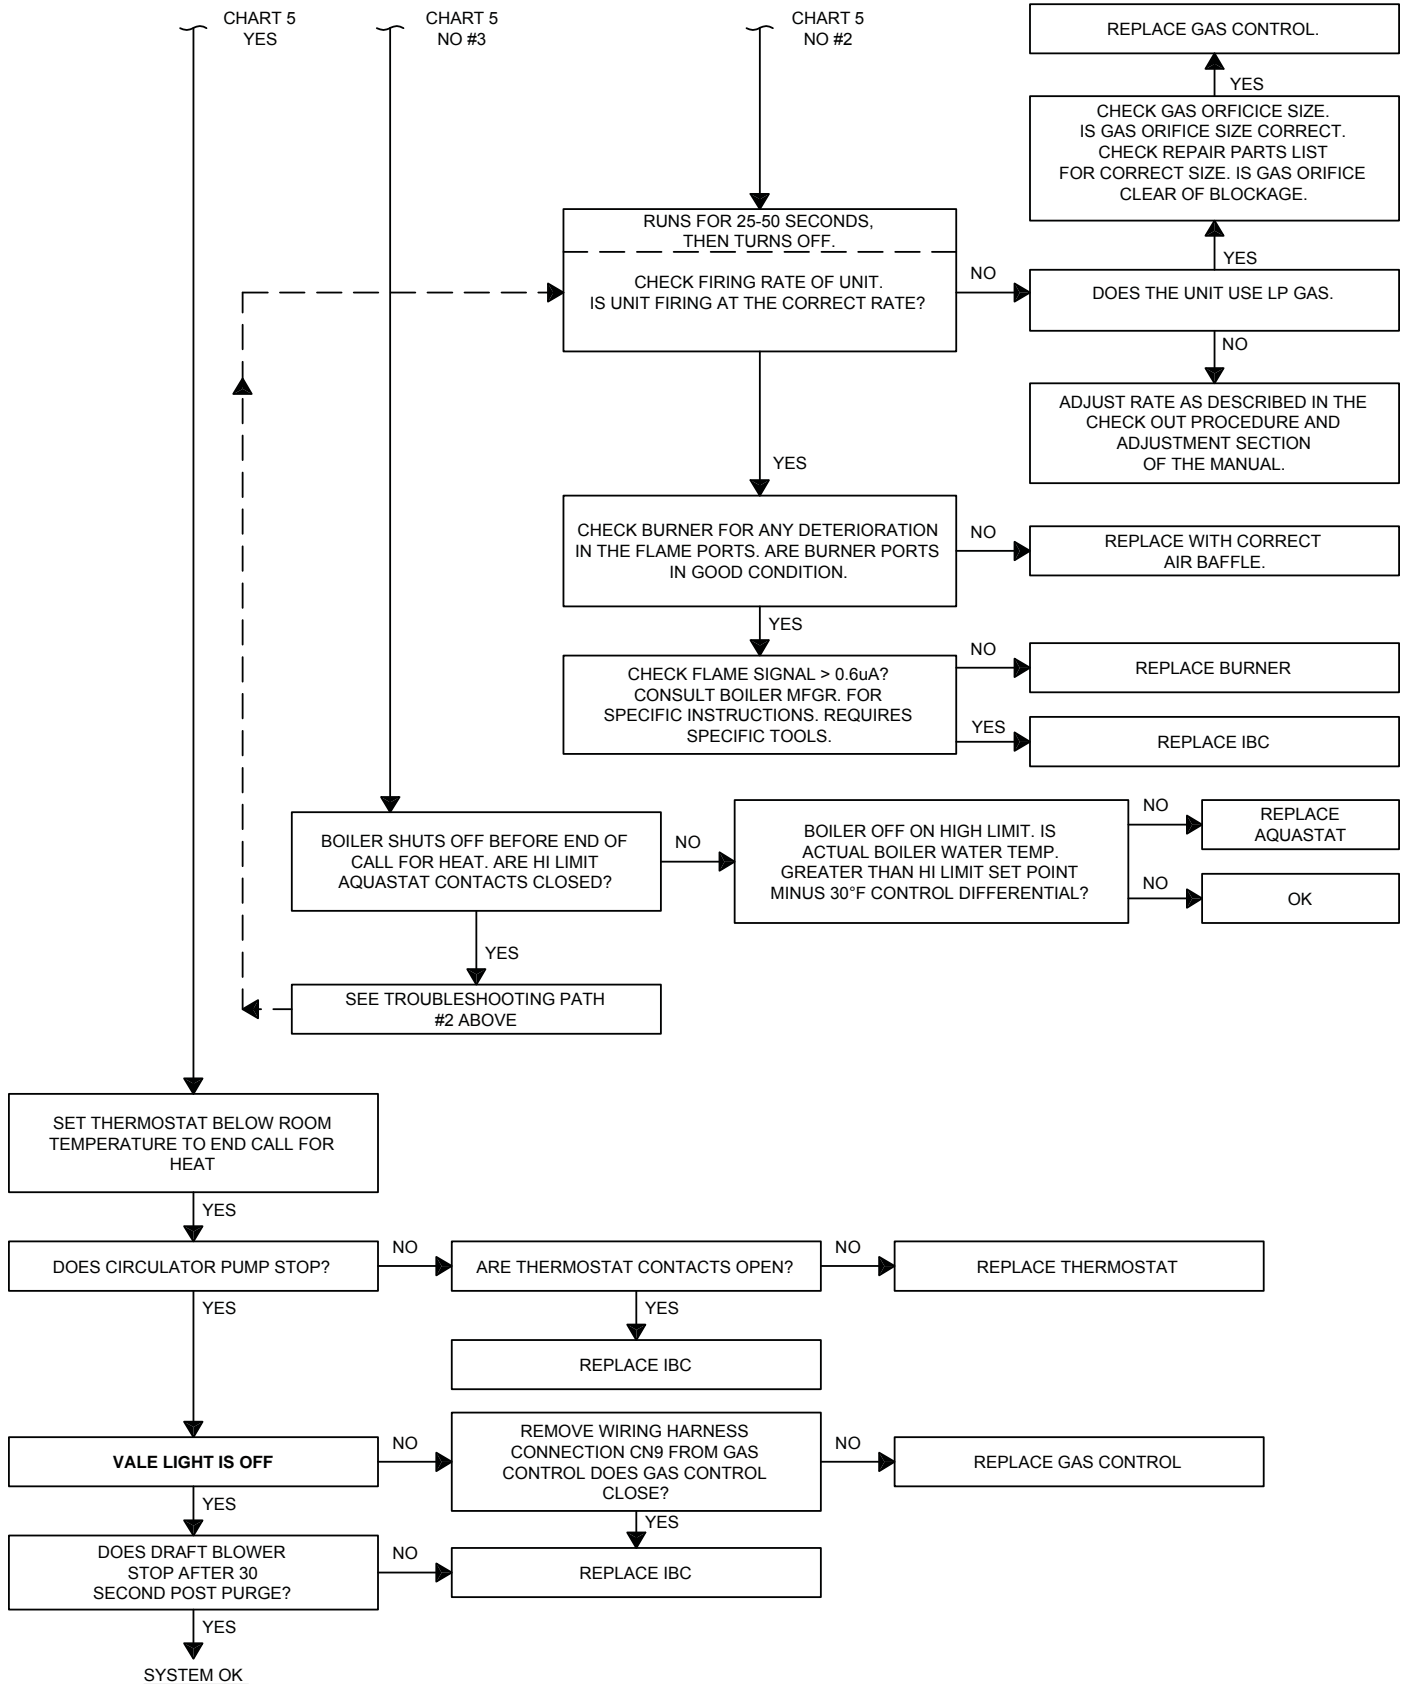 CHART 5
YES
CHART 5
NO #3
CHART 5
NO #2
REPLACE GAS CONTROL.
YES
CHECK GAS ORFICICE SIZE.
IS GAS ORIFICE SIZE CORRECT.
CHECK REPAIR PARTS LIST
FOR CORRECT SIZE. IS GAS ORIFICE
CLEAR OF BLOCKAGE.
YES
RUNS FOR 25-50 SECONDS,
THEN TURNS OFF.
CHECK FIRING RATE OF UNIT.
IS UNIT FIRING AT THE CORRECT RATE?
NO
DOES THE UNIT USE LP GAS.
NO
ADJUST RATE AS DESCRIBED IN THE
CHECK OUT PROCEDURE AND
ADJUSTMENT SECTION
OF THE MANUAL.
YES
CHECK BURNER FOR ANY DETERIORATION
IN THE FLAME PORTS. ARE BURNER PORTS
IN GOOD CONDITION.
NO
REPLACE WITH CORRECT
AIR BAFFLE.
YES
CHECK FLAME SIGNAL > 0.6uA?
CONSULT BOILER MFGR. FOR
SPECIFIC INSTRUCTIONS. REQUIRES
SPECIFIC TOOLS.
NO
REPLACE BURNER
YES
REPLACE IBC
BOILER SHUTS OFF BEFORE END OF
CALL FOR HEAT. ARE HI LIMIT
AQUASTAT CONTACTS CLOSED?
NO
BOILER OFF ON HIGH LIMIT. IS
ACTUAL BOILER WATER TEMP.
GREATER THAN HI LIMIT SET POINT
MINUS 30°F CONTROL DIFFERENTIAL?
NO
REPLACE
AQUASTAT
NO
OK
YES
SEE TROUBLESHOOTING PATH
#2 ABOVE
SET THERMOSTAT BELOW ROOM
TEMPERATURE TO END CALL FOR
HEAT
YES
DOES CIRCULATOR PUMP STOP?
NO
ARE THERMOSTAT CONTACTS OPEN?
NO
REPLACE THERMOSTAT
YES
YES
REPLACE IBC
VALE LIGHT IS OFF
NO
REMOVE WIRING HARNESS
CONNECTION CN9 FROM GAS
CONTROL DOES GAS CONTROL
CLOSE?
NO
REPLACE GAS CONTROL
YES
YES
DOES DRAFT BLOWER
STOP AFTER 30
SECOND POST PURGE?
NO
REPLACE IBC
YES
SYSTEM OK